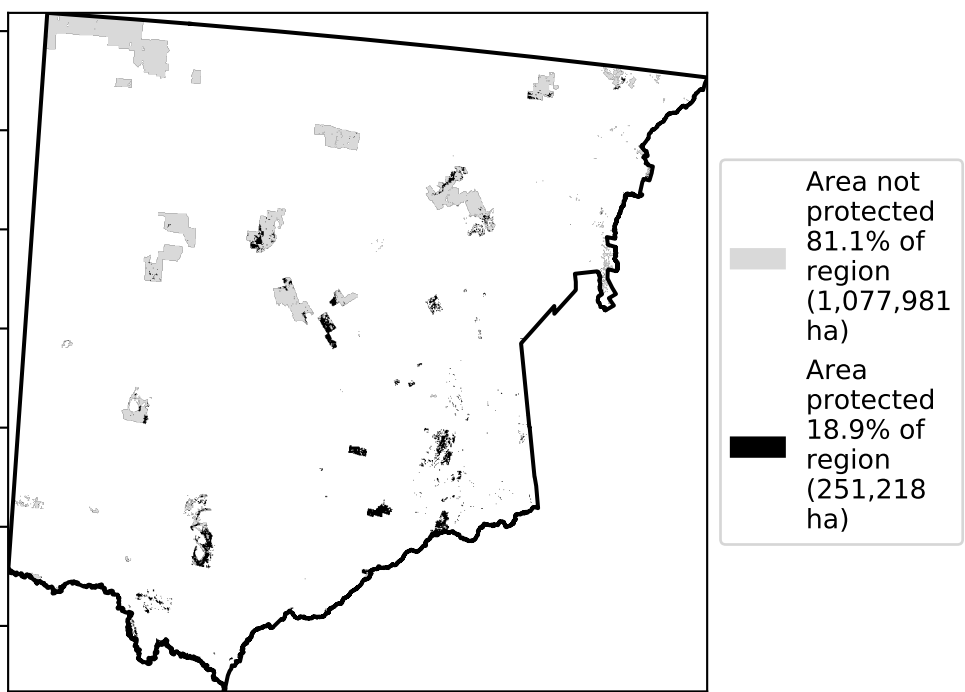 Area not
protected
81.1% of
region
(1,077,981
ha)
Area
protected
18.9% of
region
(251,218
ha)